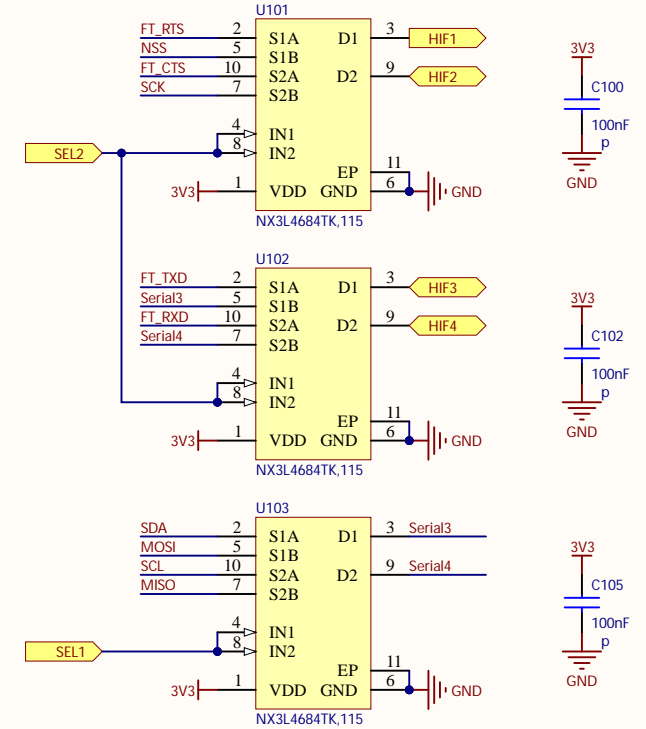 U101
FT_RTS 2 S1A D1 3 HIF1
NSS 5 S1B
FT_CTS 10 S2A D2 9 HIF2
SCK 7 S2B
4 IN1
SEL2 8 IN2
EP 11
3V3 1 VDD GND 6 GND
NX3L4684TK,115
3V3
C100
100nF
p
GND
U102
FT_TXD 2 S1A D1 3 HIF3
Serial3 5 S1B
FT_RXD 10 S2A D2 9 HIF4
Serial4 7 S2B
4 IN1
8 IN2
EP 11
3V3 1 VDD GND 6 GND
NX3L4684TK,115
3V3
C102
100nF
p
GND
U103
SDA 2 S1A D1 3 Serial3
MOSI 5 S1B
SCL 10 S2A D2 9 Serial4
MISO 7 S2B
4 IN1
SEL1 8 IN2
EP 11
3V3 1 VDD GND 6 GND
NX3L4684TK,115
3V3
C105
100nF
p
GND